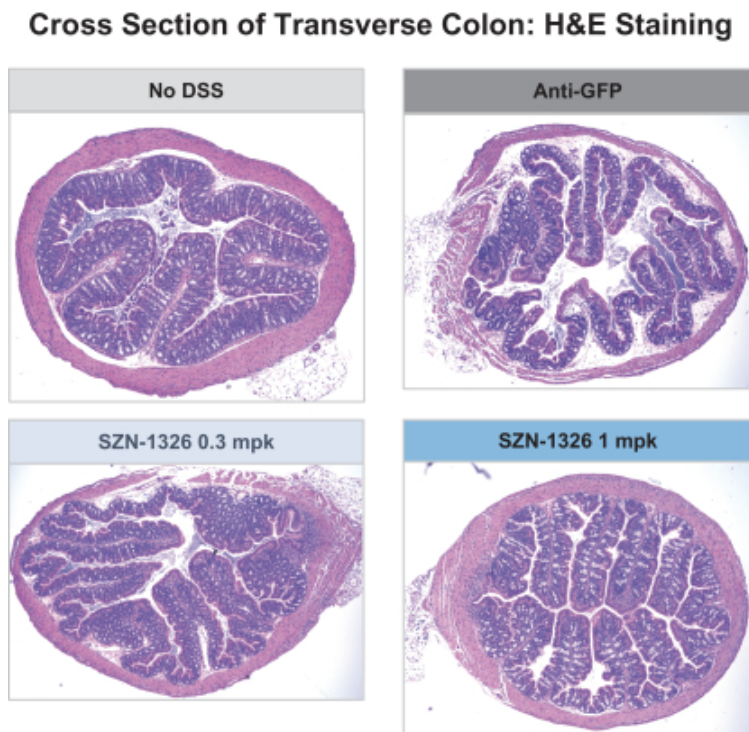 Cross Section of Transverse Colon: H&E Staining
No DSS
Anti-GFP
SZN-1326 0.3 mpk
SZN-1326 1 mpk